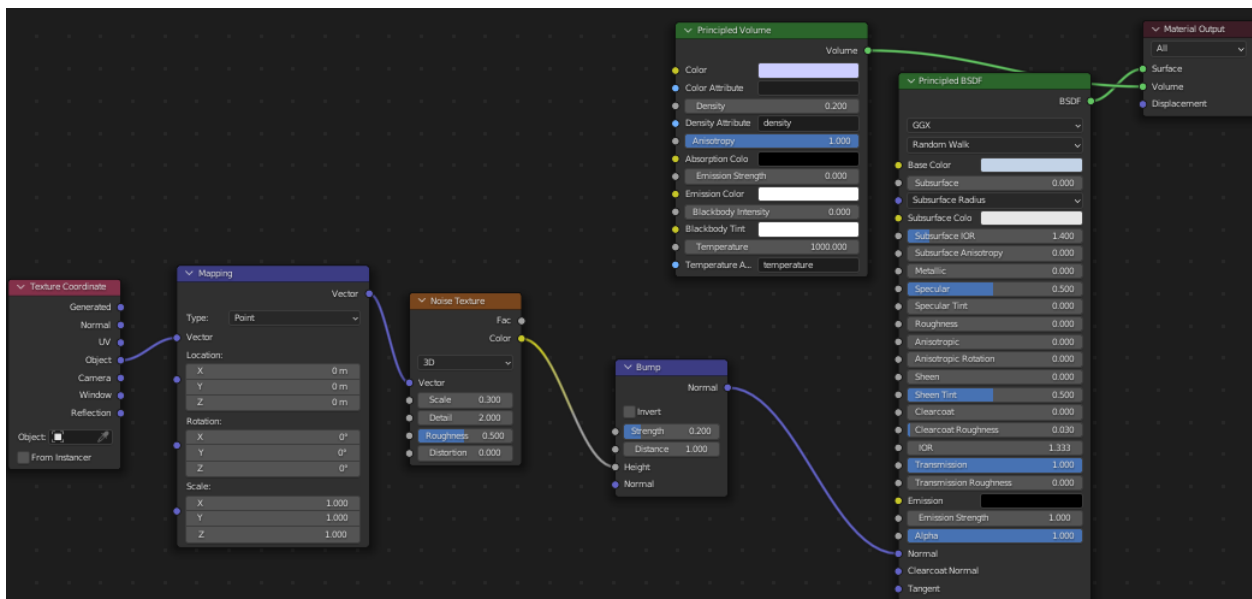 Texture Coordinate
Generated
Normal
UV
Object
Camera
Window
Reflection
Object:
From Instancer
Mapping
Vector
Type: Point
Vector
Location:
X 0 m
Y 0 m
Z 0 m
Rotation:
X 0°
Y 0°
Z 0°
Scale:
X 1.000
Y 1.000
Z 1.000
Noise Texture
Fac
Color
3D
Vector
Scale 0.300
Detail 2.000
Roughness 0.500
Distortion 0.000
Bump
Normal
Invert
Strength 0.200
Distance 1.000
Height
Normal
Principled Volume
Volume
Color
Color Attribute
Density 0.200
Density Attribute density
Anisotropy 1.000
Absorption Colo
Emission Strength 0.000
Emission Color
Blackbody Intensity 0.000
Blackbody Tint
Temperature 1000.000
Temperature A... temperature
Principled BSDF
BSDF
GGX
Random Walk
Base Color
Subsurface 0.000
Subsurface Radius
Subsurface Colo
Subsurface IOR 1.400
Subsurface Anisotropy 0.000
Metallic 0.000
Specular 0.500
Specular Tint 0.000
Roughness 0.000
Anisotropic 0.000
Anisotropic Rotation 0.000
Sheen 0.000
Sheen Tint 0.500
Clearcoat 0.000
Clearcoat Roughness 0.030
IOR 1.333
Transmission 1.000
Transmission Roughness 0.000
Emission
Emission Strength 1.000
Alpha 1.000
Normal
Clearcoat Normal
Tangent
Material Output
All
Surface
Volume
Displacement